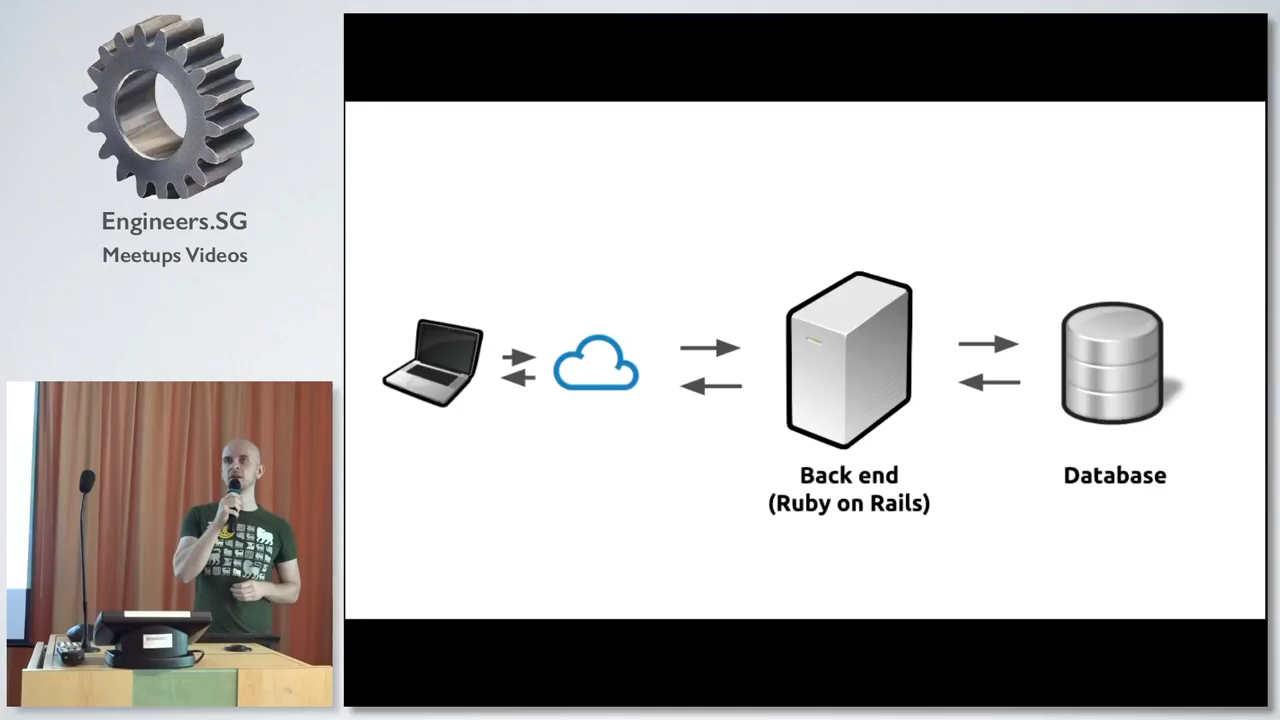 Engineers.SG
Meetups Videos
Back end
(Ruby on Rails)
Database